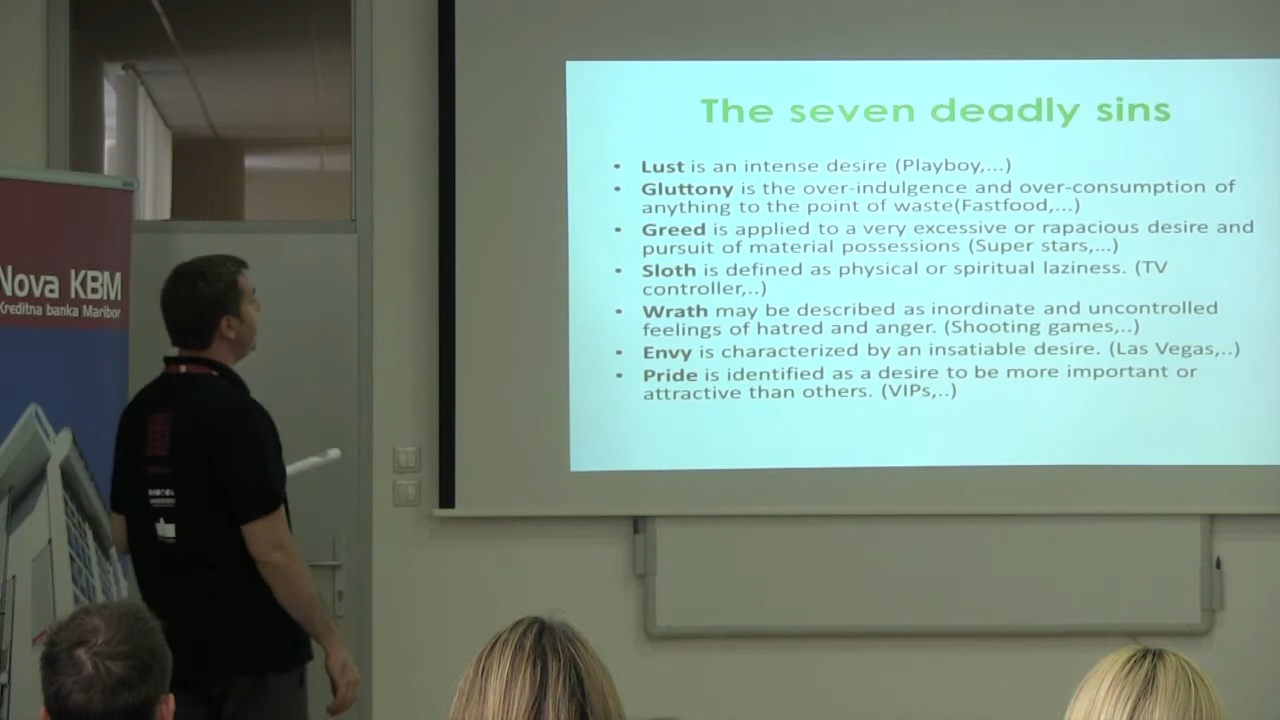 The seven deadly sins
• Lust is an intense desire (Playboy,...)
• Gluttony is the over-indulgence and over-consumption of
anything to the point of waste(Fastfood,...)
• Greed is applied to a very excessive or rapacious desire and
pursuit of material possessions (Super stars,...)
• Sloth is defined as physical or spiritual laziness. (TV
controller,..)
• Wrath may be described as inordinate and uncontrolled
feelings of hatred and anger. (Shooting games,..)
• Envy is characterized by an insatiable desire. (Las Vegas,..)
• Pride is identified as a desire to be more important or
attractive than others. (VIPs,..)
Nova KBM
Kreditna banka Maribor